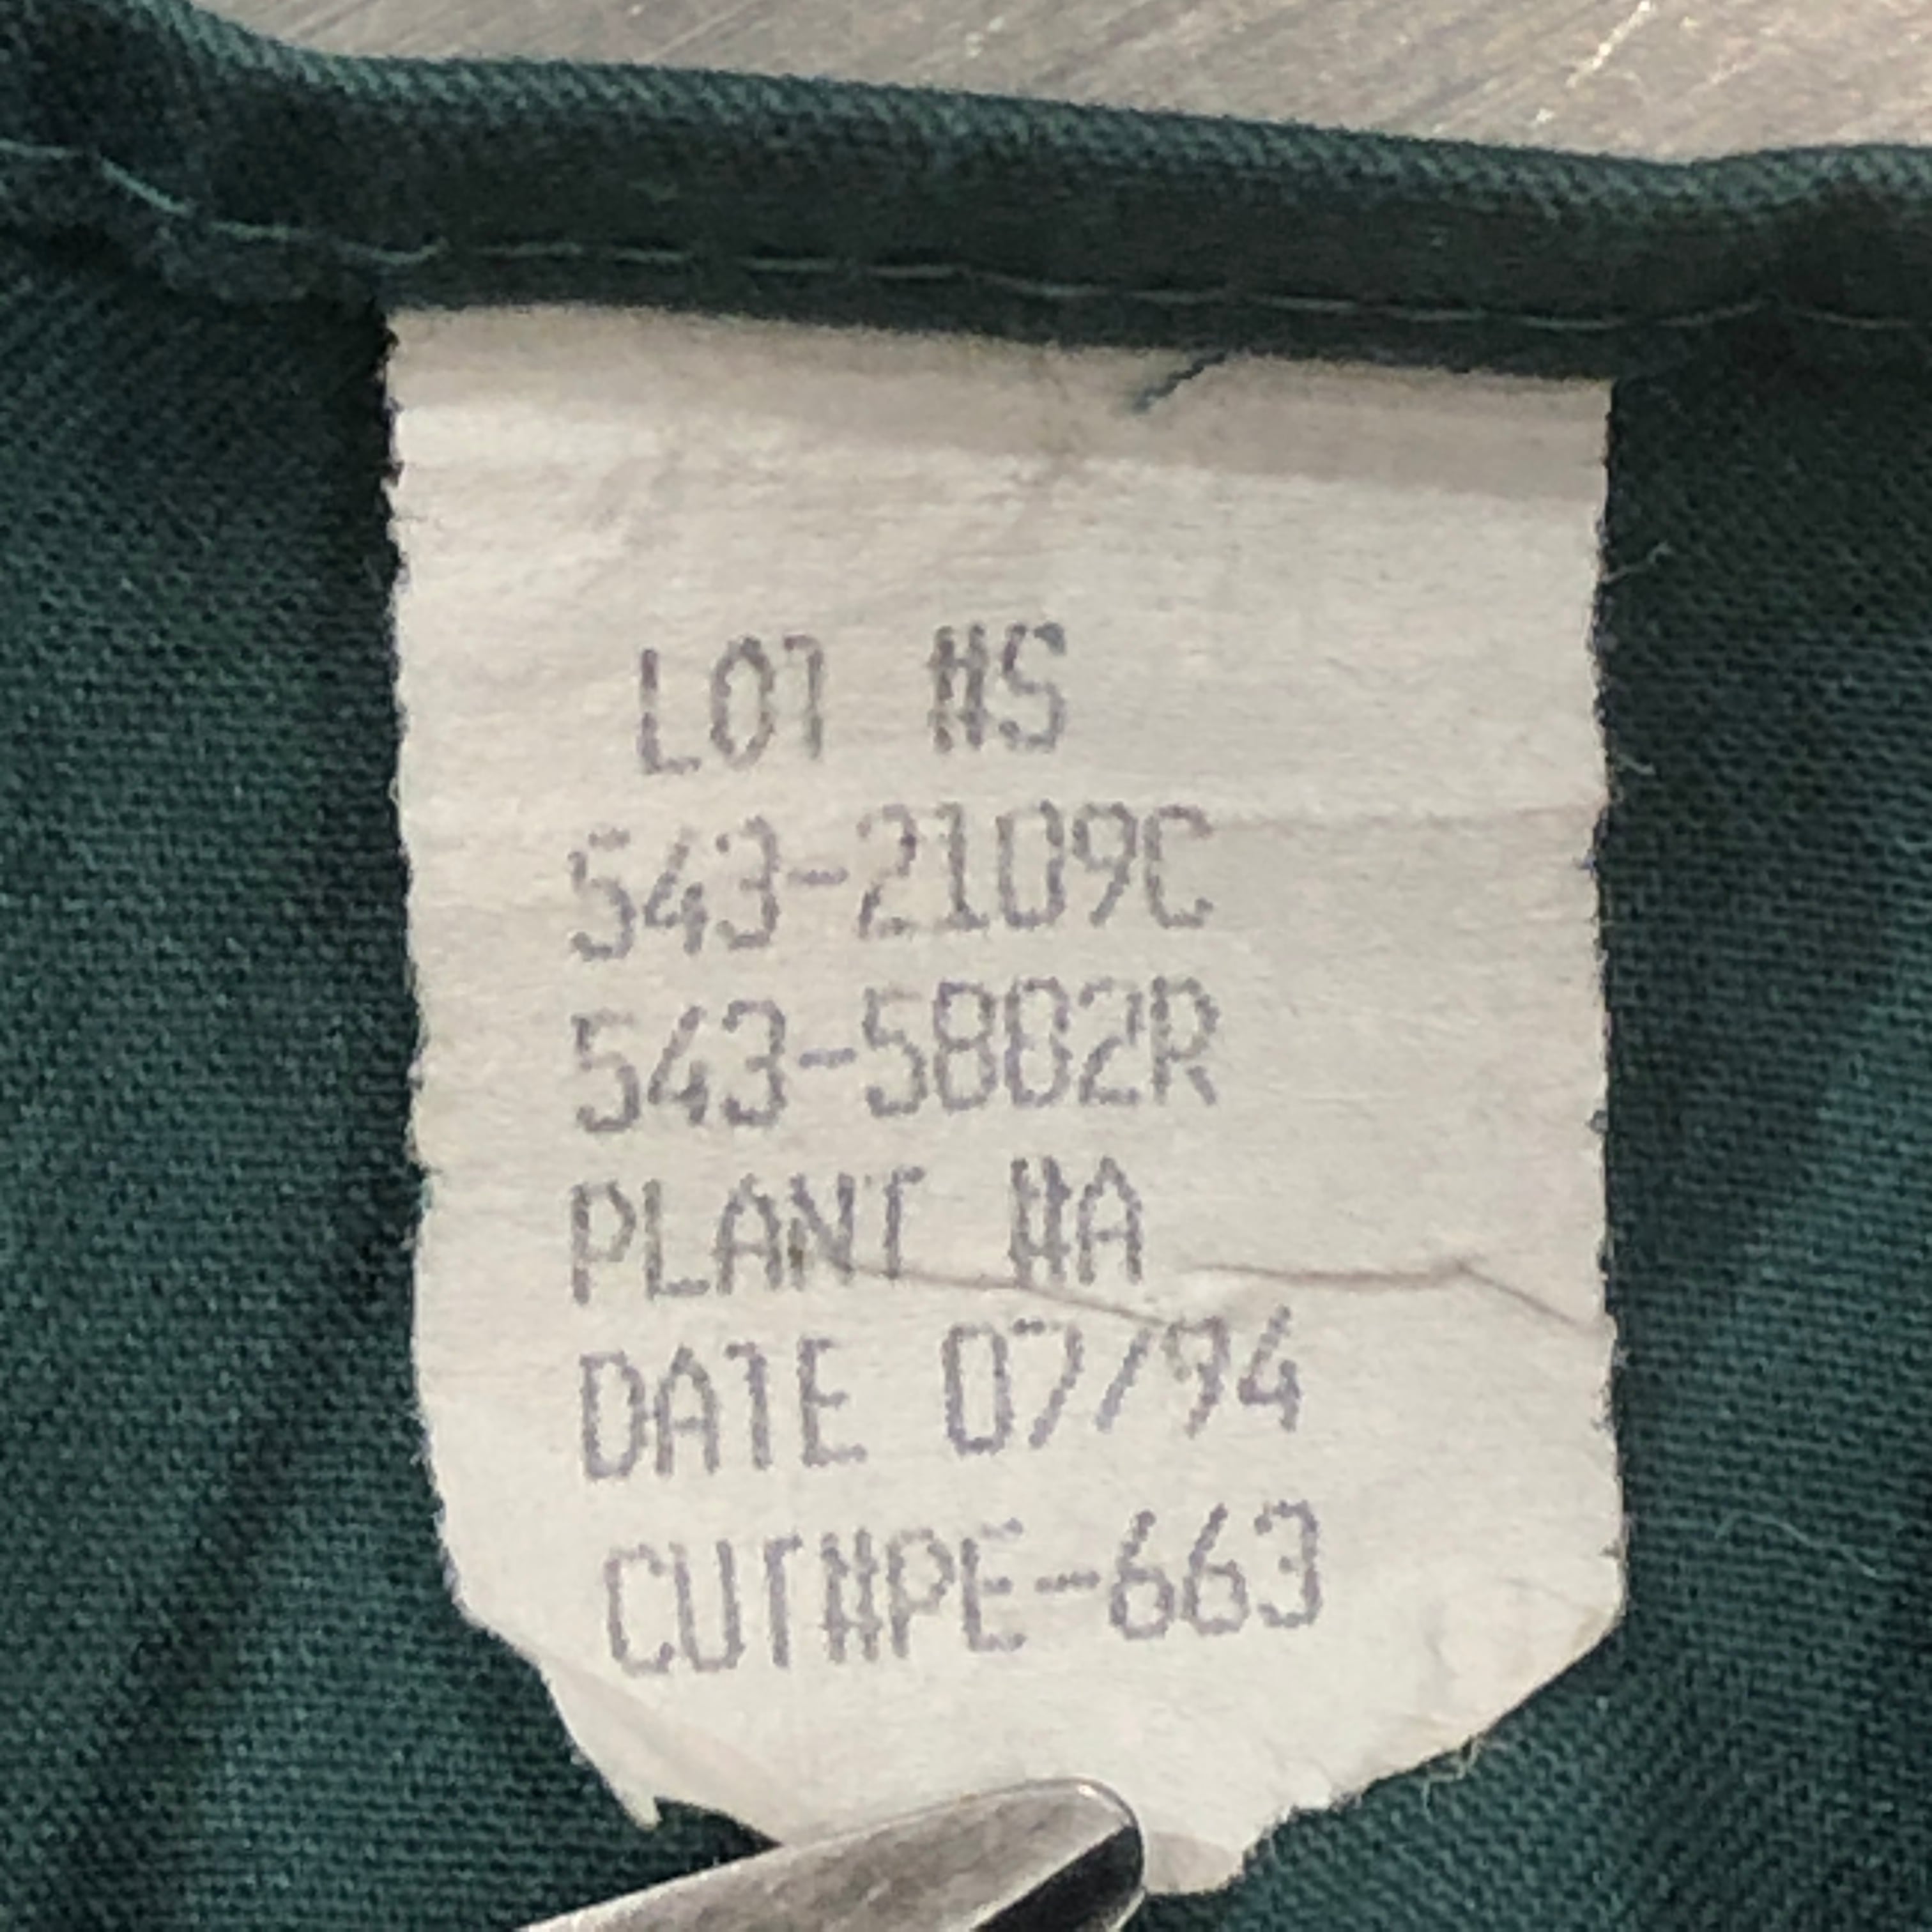 LOT #S
543-2109C
543-5802R
PLANT #A
DATE 07/94
CUT#PE-663